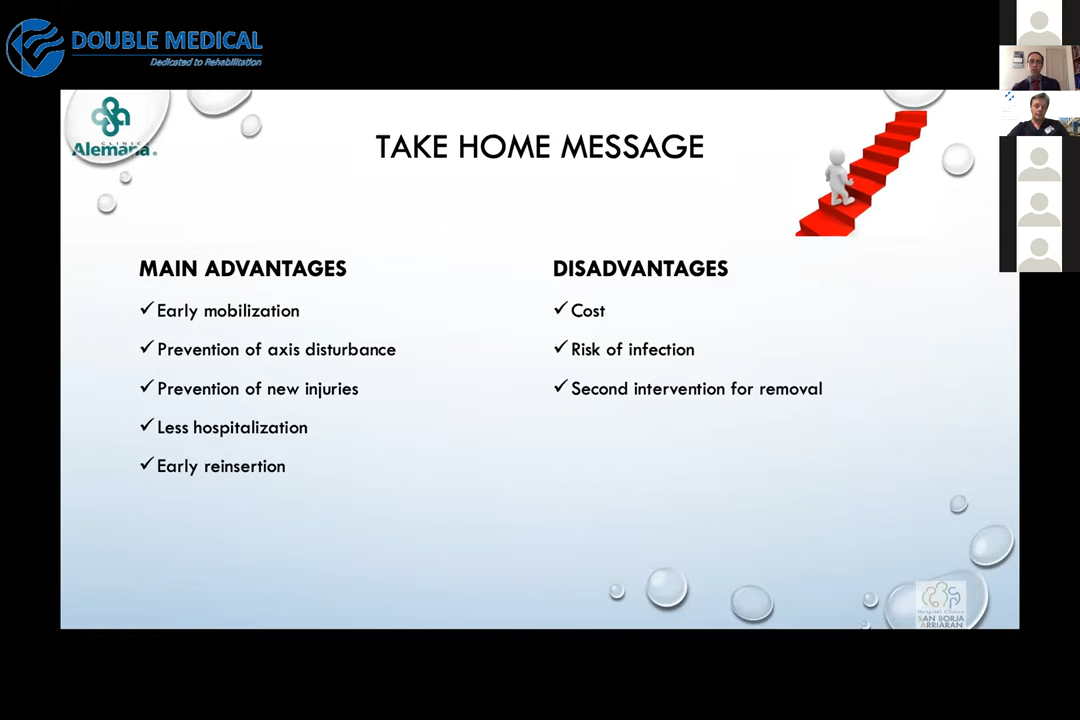 DOUBLE MEDICAL
Dedicated to Rehabilitation
CLINICA
Alemana
TAKE HOME MESSAGE
MAIN ADVANTAGES
Early mobilization
Prevention of axis disturbance
Prevention of new injuries
Less hospitalization
Early reinsertion
DISADVANTAGES
Cost
Risk of infection
Second intervention for removal
Hospital Clínico
SAN BORJA
ARRIARAN